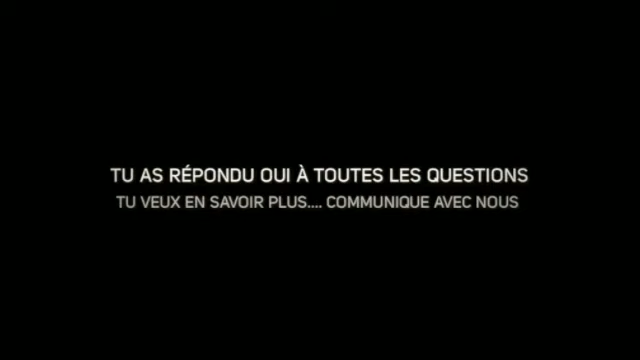 TU AS RÉPONDU OUI À TOUTES LES QUESTIONS
TU VEUX EN SAVOIR PLUS.... COMMUNIQUE AVEC NOUS